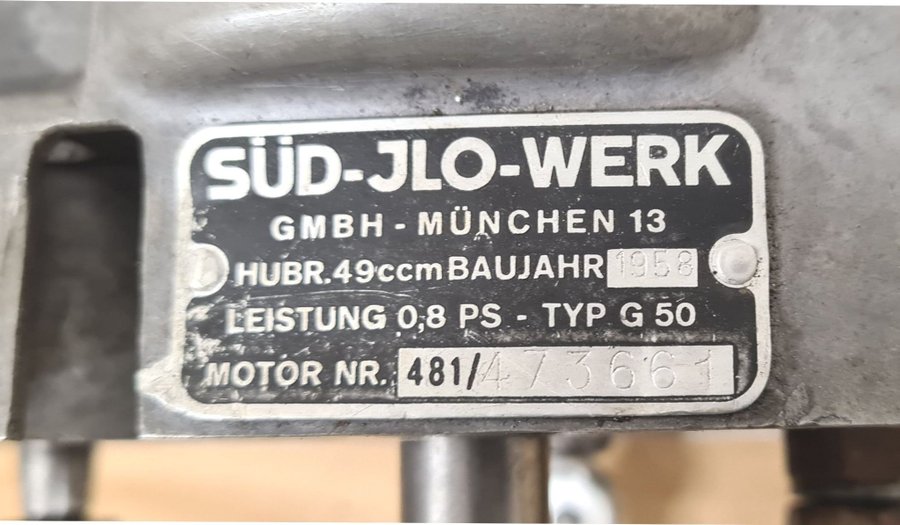 SÜD-JLO-WERK
GMBH - MÜNCHEN 13
HUBR.49ccm BAUJAHR 1958
LEISTUNG 0,8 PS - TYP G 50
MOTOR NR. 481/473661